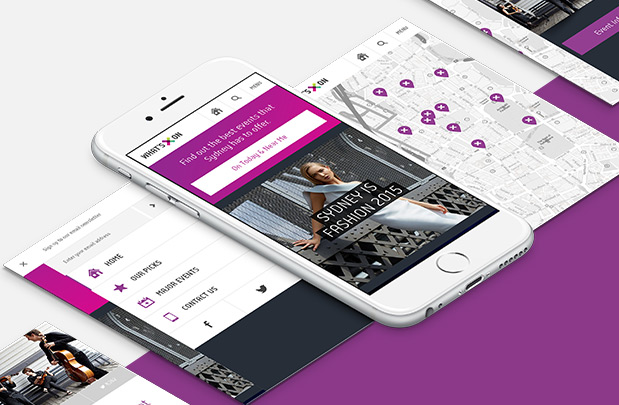 MENU
WHAT'S ON
Event Inf
WHAT'S ON
MENU
Find out the best events that
Sydney has to offer.
On Today & Near Me
SYDNEY IS
FASHION 2015
Sign up to our email newsletter
Enter your email address
HOME
OUR PICKS
MAJOR EVENTS
CONTACT US